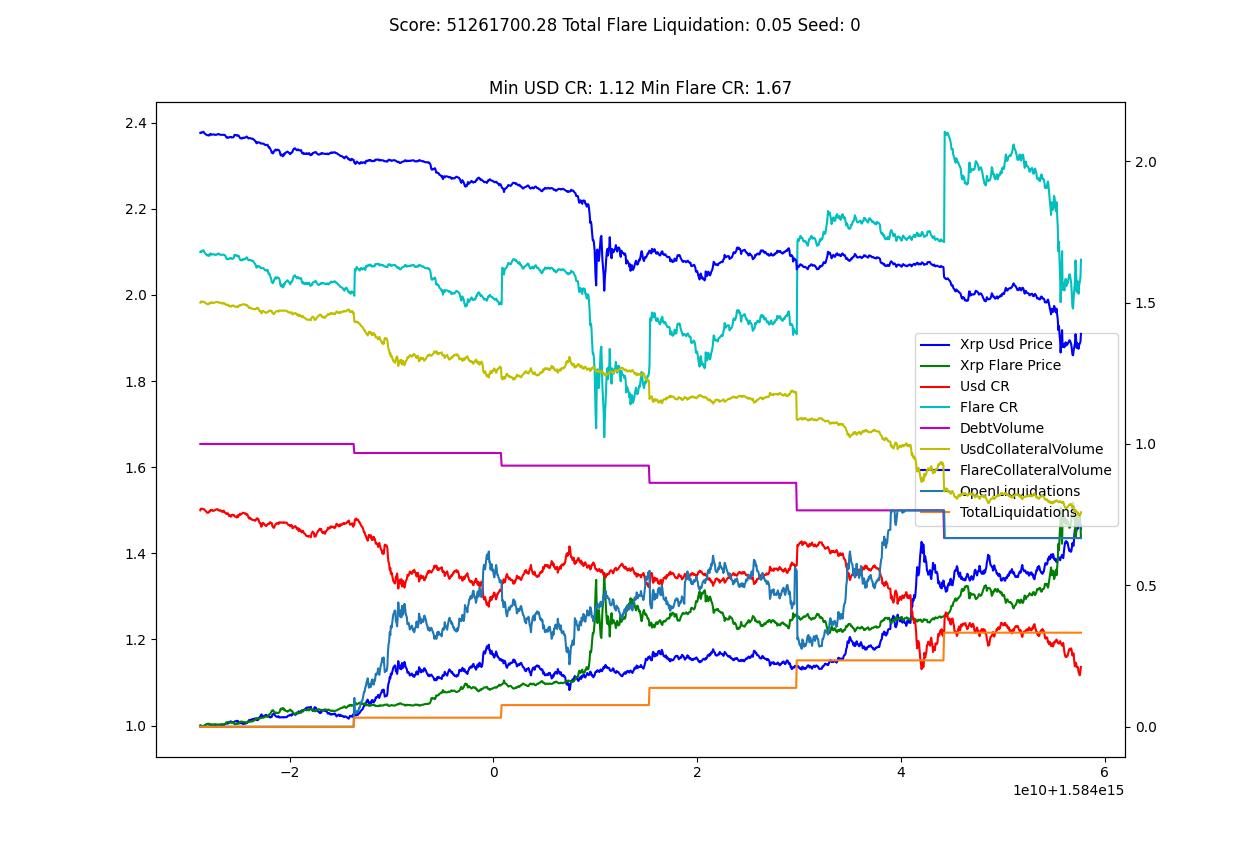 Score: 51261700.28 Total Flare Liquidation: 0.05 Seed: 0
Min USD CR: 1.12 Min Flare CR: 1.67
2.4
2.2
2.0
1.8
1.6
1.4
1.2
1.0
2.0
1.5
1.0
0.5
0.0
Xrp Usd Price
Xrp Flare Price
Usd CR
Flare CR
DebtVolume
UsdCollateralVolume
FlareCollateralVolume
OpenLiquidations
TotalLiquidations
−2 0 2 4 6
1e10+1.584e15